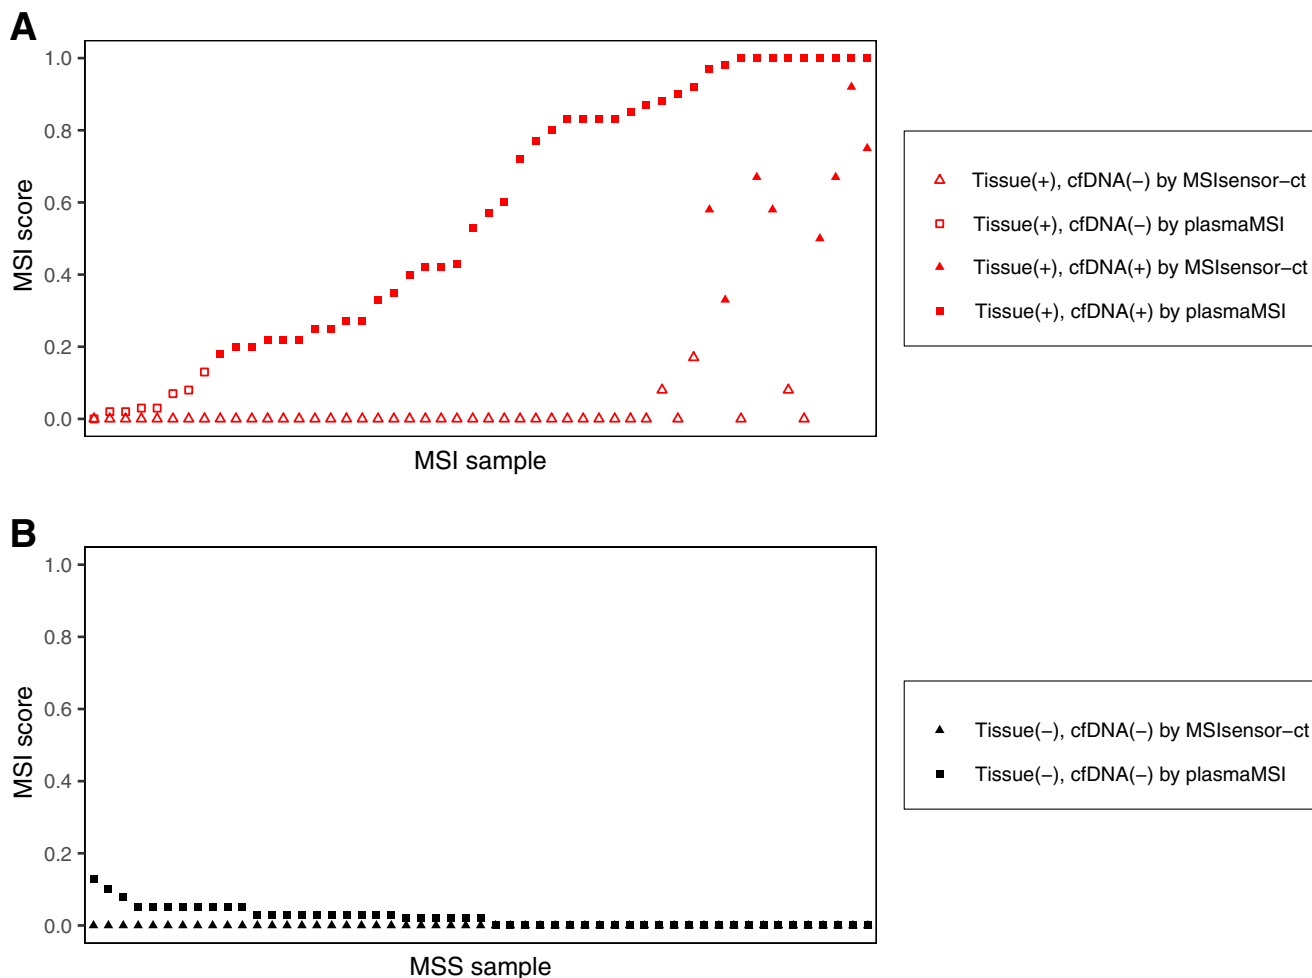 A
1.0
0.8
0.6
0.4
0.2
0.0
MSI score
MSI sample
Tissue(+), cfDNA(−) by MSIsensor−ct
Tissue(+), cfDNA(−) by plasmaMSI
Tissue(+), cfDNA(+) by MSIsensor−ct
Tissue(+), cfDNA(+) by plasmaMSI
B
1.0
0.8
0.6
0.4
0.2
0.0
MSI score
MSS sample
Tissue(−), cfDNA(−) by MSIsensor−ct
Tissue(−), cfDNA(−) by plasmaMSI